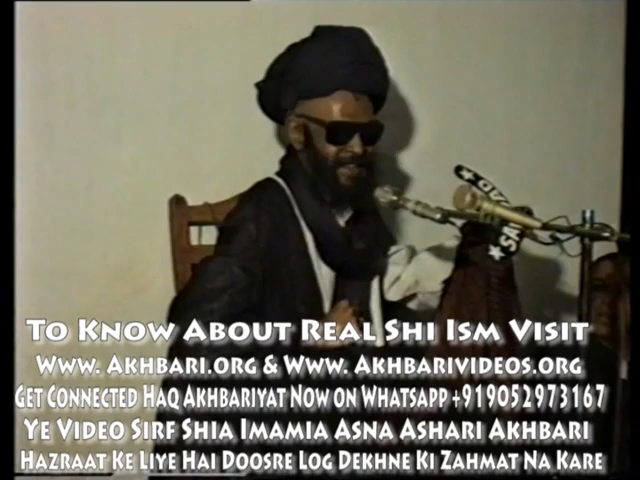 SAAD
SA
To Know About Real Shi Ism Visit
Www. Akhbari.org & Www. Akhbarivideos.org
Get Connected Haq Akhbariyat Now on Whatsapp +919052973167
Ye Video Sirf Shia Imamia Asna Ashari Akhbari
Hazraat Ke Liye Hai Doosre Log Dekhne Ki Zahmat Na Kare